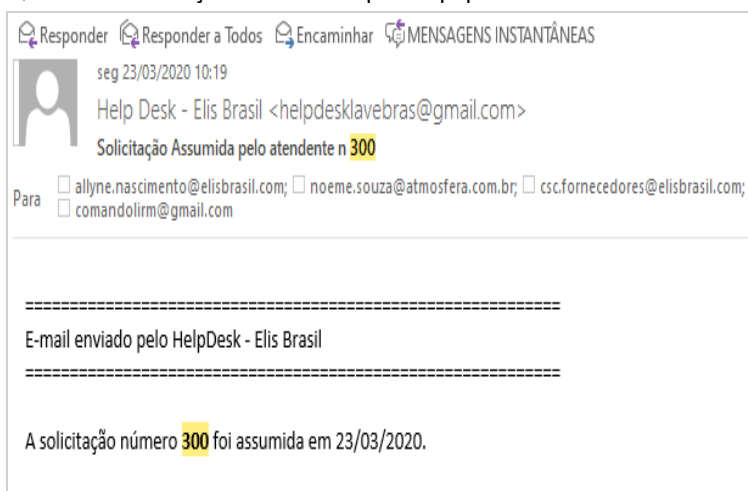 Responder Responder a Todos Encaminhar MENSAGENS INSTANTÂNEAS
seg 23/03/2020 10:19
Help Desk - Elis Brasil <helpdesklavebras@gmail.com>
Solicitação Assumida pelo atendente n 300
Para allyne.nascimento@elisbrasil.com; noeme.souza@atmosfera.com.br; csc.fornecedores@elisbrasil.com;
comandolirm@gmail.com
============================================================
E-mail enviado pelo HelpDesk - Elis Brasil
============================================================
A solicitação número 300 foi assumida em 23/03/2020.